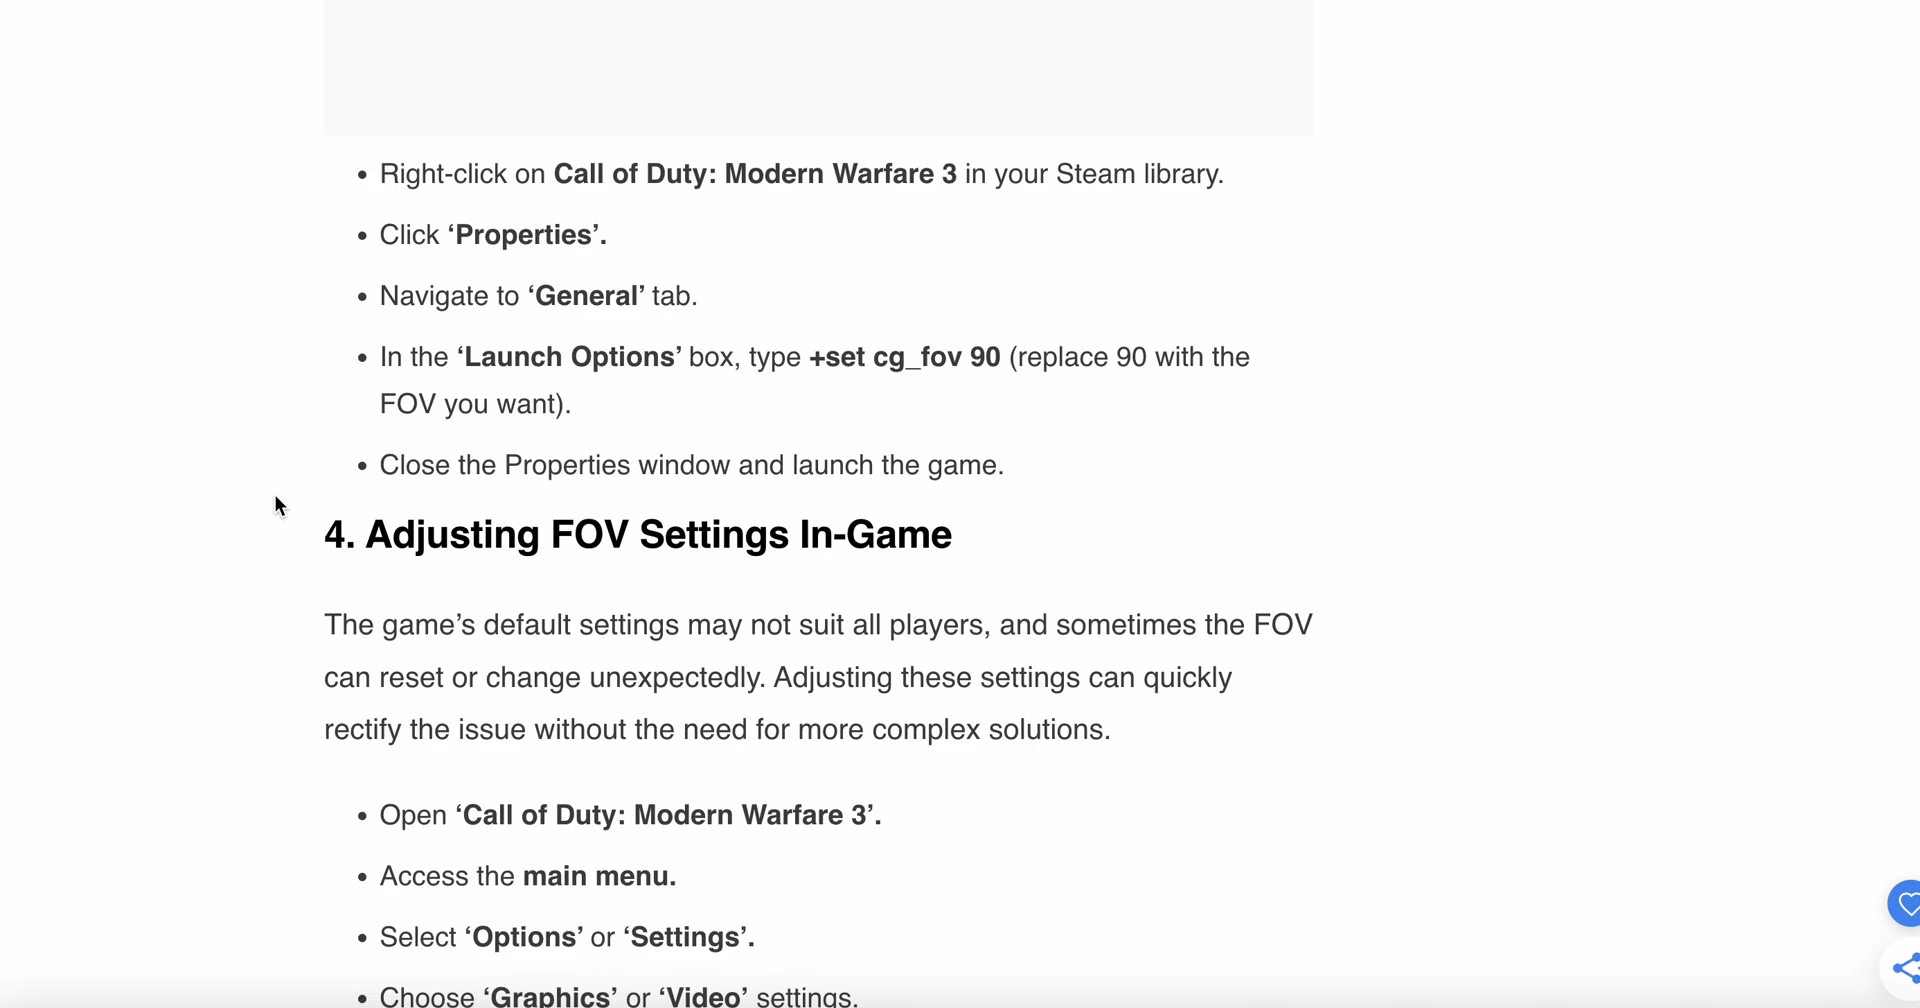 • Right-click on Call of Duty: Modern Warfare 3 in your Steam library.
• Click ‘Properties’.
• Navigate to ‘General’ tab.
• In the ‘Launch Options’ box, type +set cg_fov 90 (replace 90 with the
FOV you want).
• Close the Properties window and launch the game.
4. Adjusting FOV Settings In-Game
The game’s default settings may not suit all players, and sometimes the FOV
can reset or change unexpectedly. Adjusting these settings can quickly
rectify the issue without the need for more complex solutions.
• Open ‘Call of Duty: Modern Warfare 3’.
• Access the main menu.
• Select ‘Options’ or ‘Settings’.
• Choose ‘Graphics’ or ‘Video’ settings.